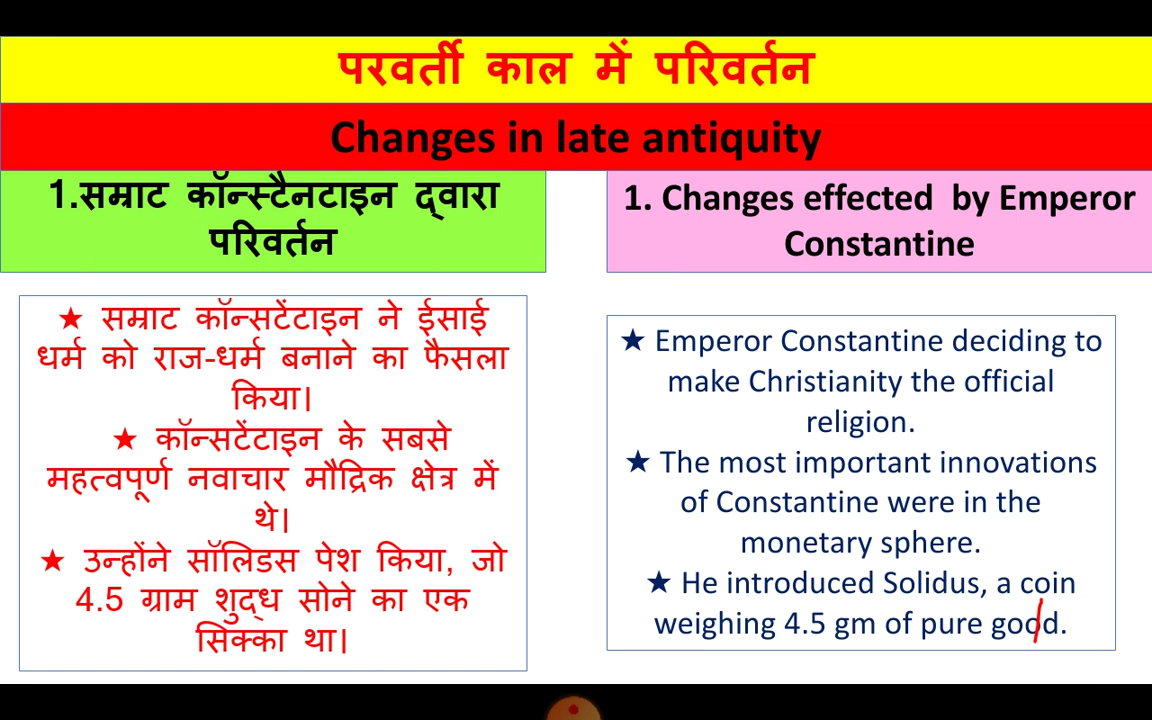 परवर्ती काल में परिवर्तन
Changes in late antiquity
1.सम्राट कॉन्स्टैनटाइन द्वारा
परिवर्तन
★ सम्राट कॉन्सटेंटाइन ने ईसाई
धर्म को राज-धर्म बनाने का फैसला
किया।
★ कॉन्सटेंटाइन के सबसे
महत्वपूर्ण नवाचार मौद्रिक क्षेत्र में
थे।
★ उन्होंने सॉलिडस पेश किया, जो
4.5 ग्राम शुद्ध सोने का एक
सिक्का था।
1. Changes effected by Emperor
Constantine
★ Emperor Constantine deciding to
make Christianity the official
religion.
★ The most important innovations
of Constantine were in the
monetary sphere.
★ He introduced Solidus, a coin
weighing 4.5 gm of pure good.